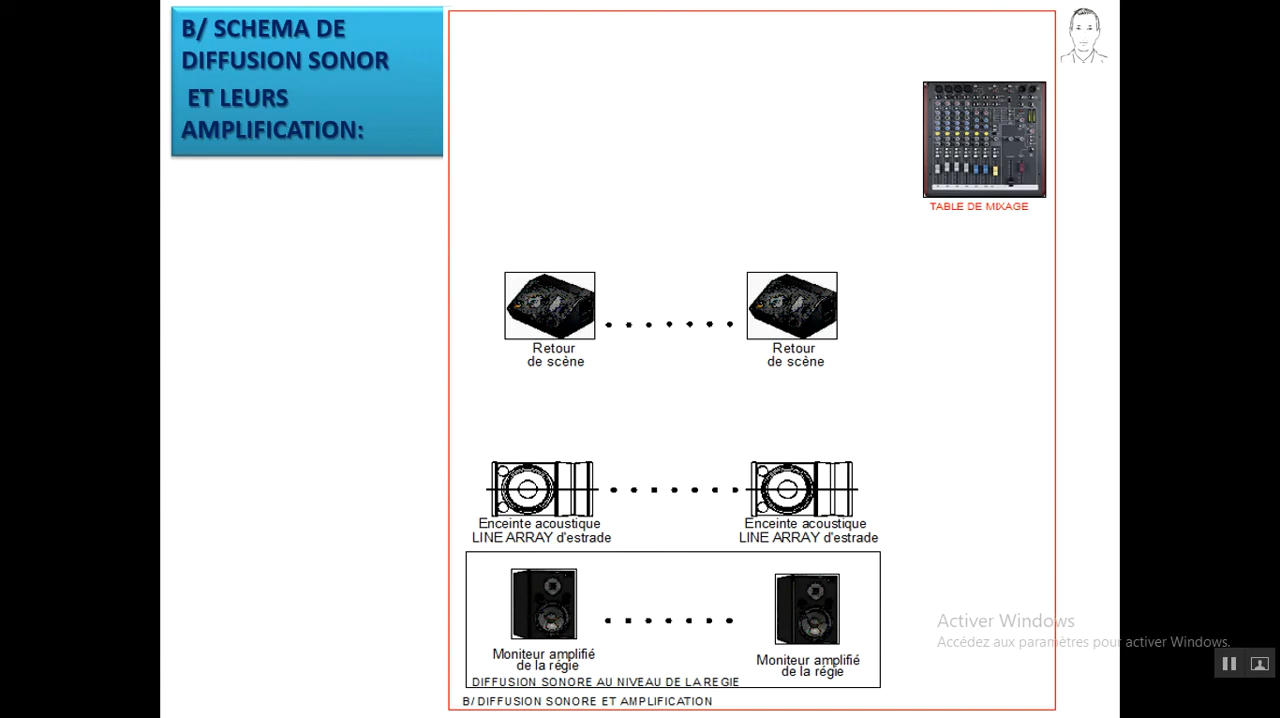 B/ SCHEMA DE
DIFFUSION SONOR
ET LEURS
AMPLIFICATION:
TABLE DE MIXAGE
Retour
de scène
Retour
de scène
Enceinte acoustique
LINE ARRAY d'estrade
Enceinte acoustique
LINE ARRAY d'estrade
Moniteur amplifié
de la régie
Moniteur amplifié
de la régie
DIFFUSION SONORE AU NIVEAU DE LA REGIE
B/ DIFFUSION SONORE ET AMPLIFICATION
Activer Windows
Accédez aux paramètres pour activer Windows.